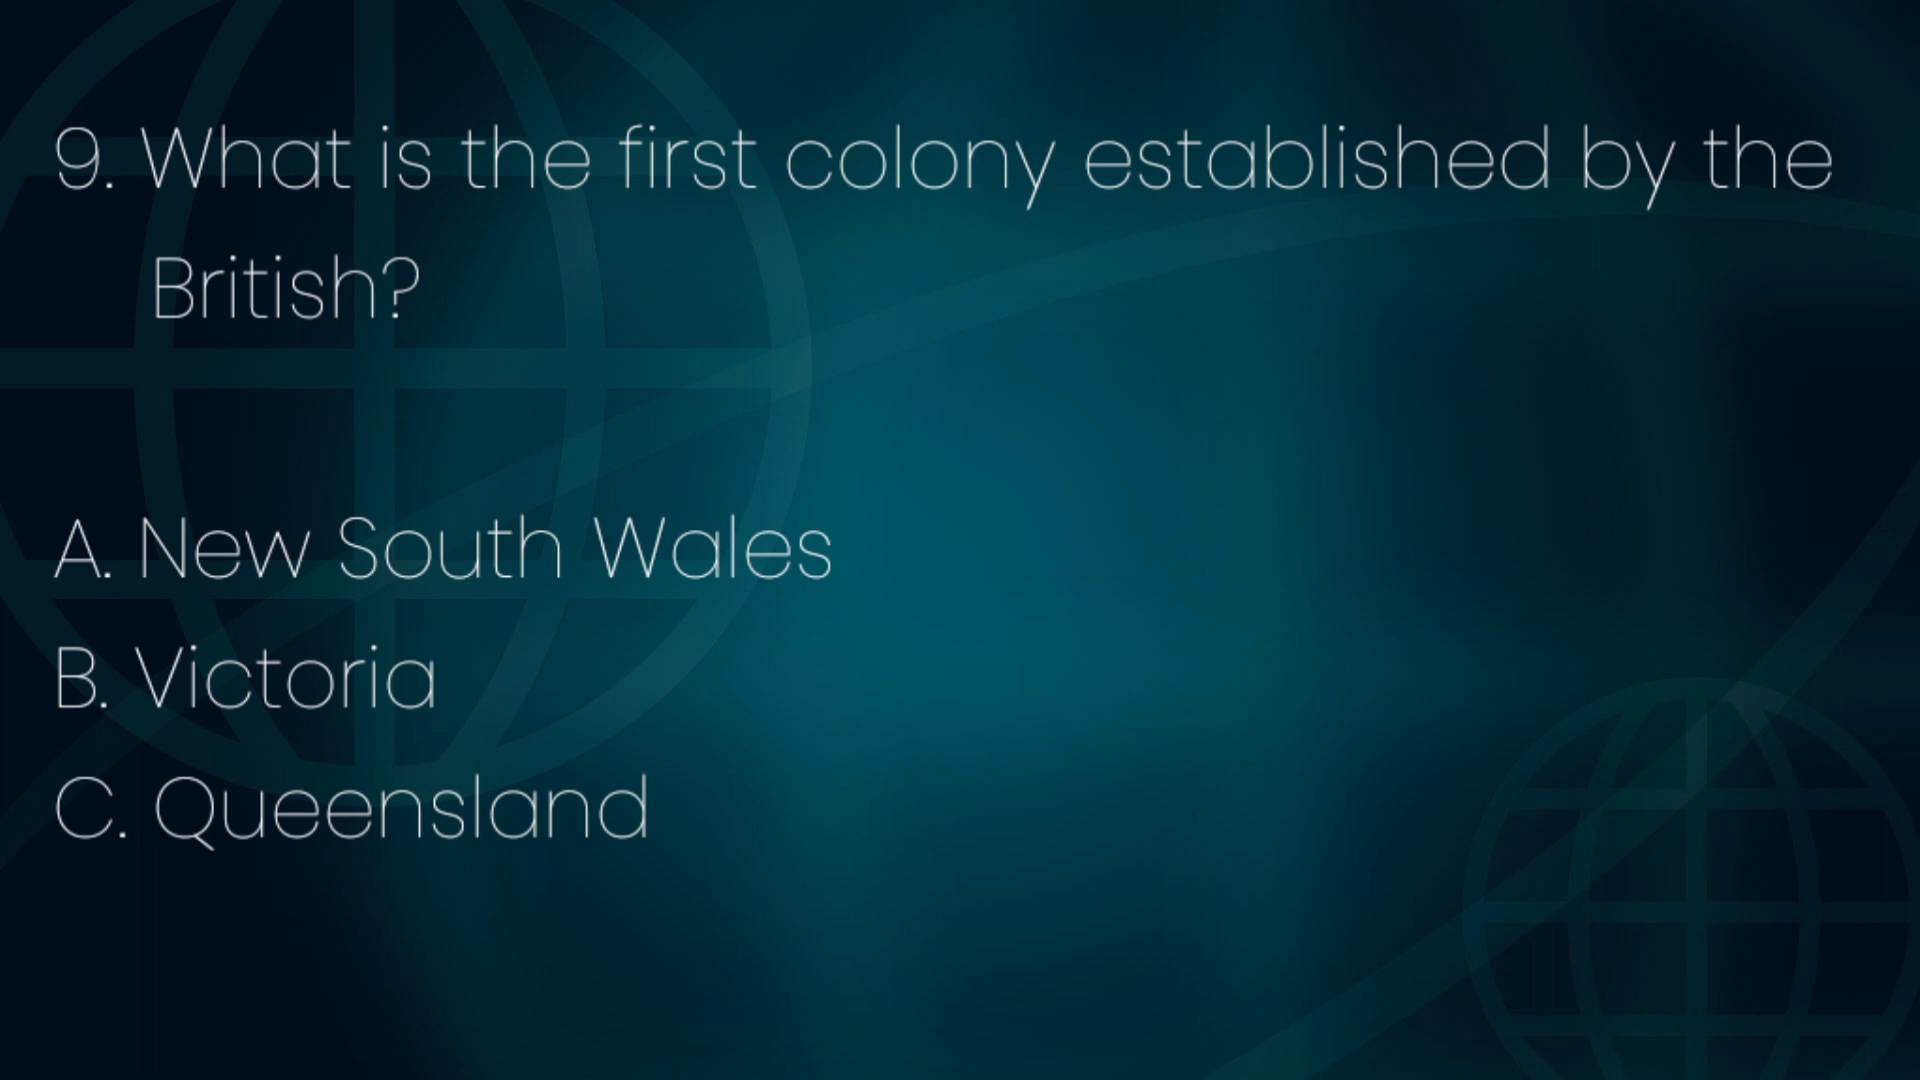 9. What is the first colony established by the
British?
A. New South Wales
B. Victoria
C. Queensland